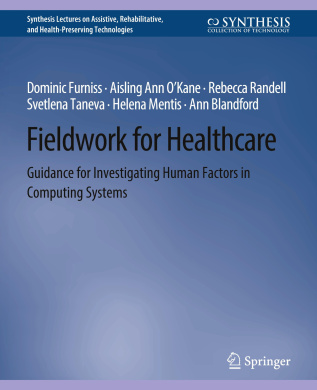 Synthesis Lectures on Assistive, Rehabilitative,
and Health-Preserving Technologies
SYNTHESIS
COLLECTION OF TECHNOLOGY
Dominic Furniss · Aisling Ann O'Kane · Rebecca Randell
Svetlena Taneva · Helena Mentis · Ann Blandford
Fieldwork for Healthcare
Guidance for Investigating Human Factors in
Computing Systems
Springer